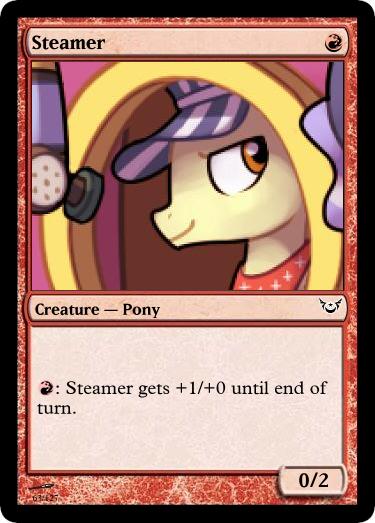 Steamer
Creature — Pony
: Steamer gets +1/+0 until end of
turn.
0/2